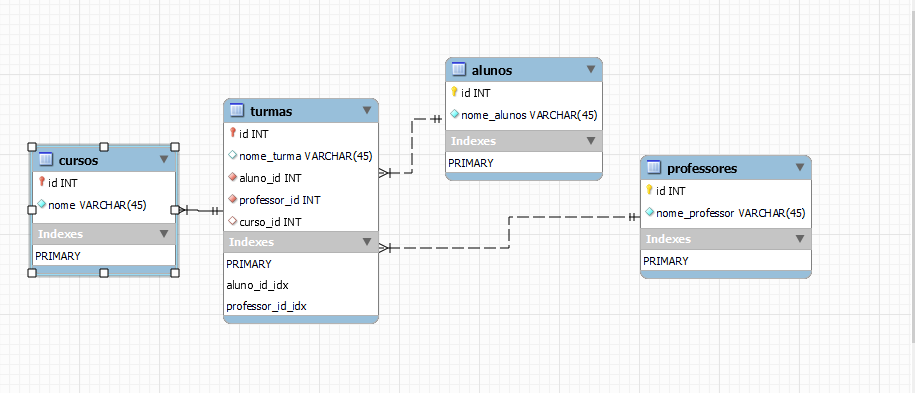 cursos
id INT
nome VARCHAR(45)
Indexes
PRIMARY
turmas
id INT
nome_turma VARCHAR(45)
aluno_id INT
professor_id INT
curso_id INT
Indexes
PRIMARY
aluno_id_idx
professor_id_idx
alunos
id INT
nome_alunos VARCHAR(45)
Indexes
PRIMARY
professores
id INT
nome_professor VARCHAR(45)
Indexes
PRIMARY